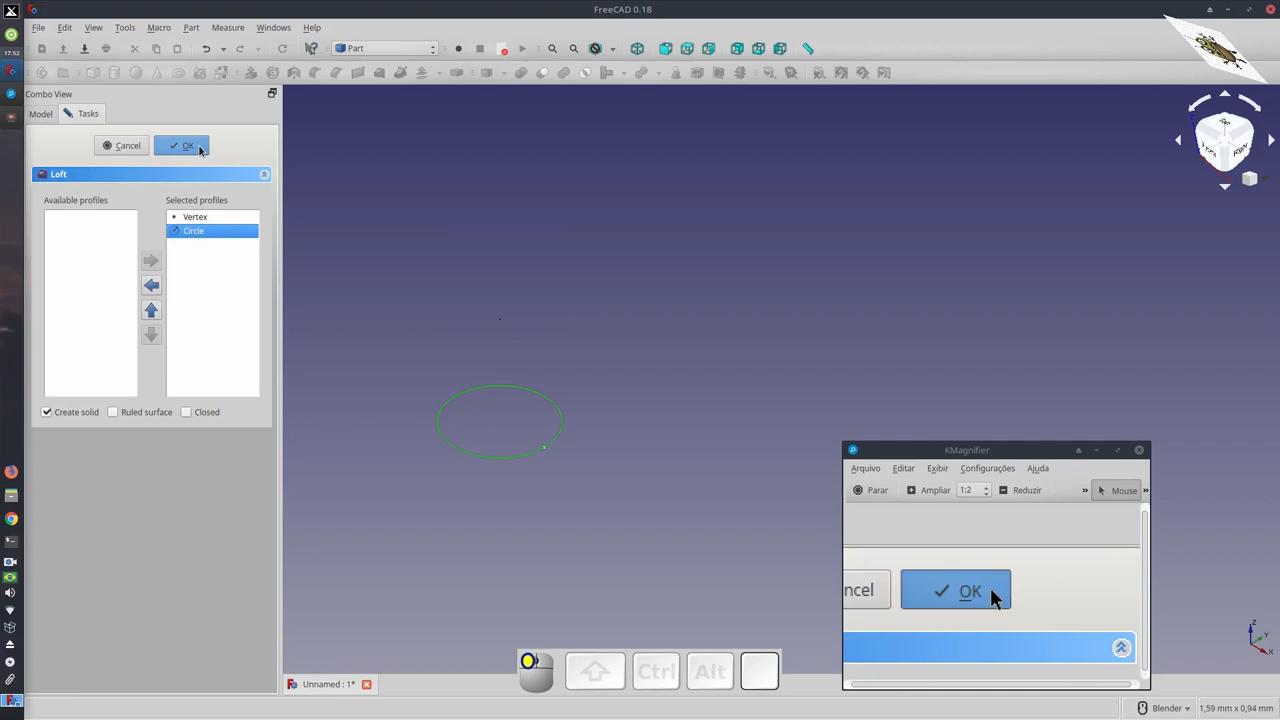 FreeCAD 0.18
File Edit View Tools Macro Part Measure Windows Help
17:52
Part
Combo View
Model Tasks
Cancel OK
Loft
Available profiles Selected profiles
Vertex
Circle
Create solid Ruled surface Closed
KMagnifier
Arquivo Editar Exibir Configurações Ajuda
Parar Ampliar 1:2 Reduzir » Mouse »
ncel OK
Ctrl Alt
Unnamed : 1*
Blender 1,59 mm x 0,94 mm
Z
Y
X